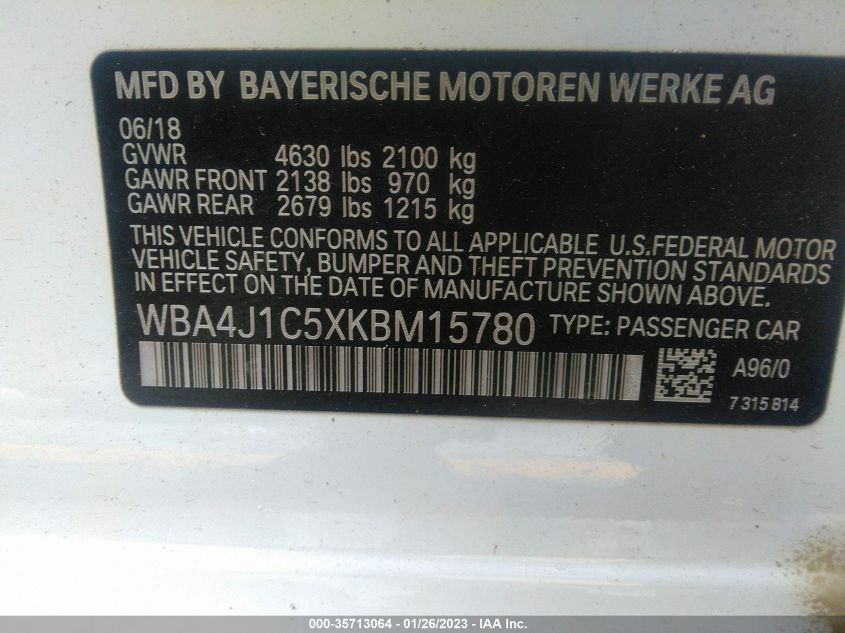 MFD BY BAYERISCHE MOTOREN WERKE AG
06/18
GVWR 4630 lbs 2100 kg
GAWR FRONT 2138 lbs 970 kg
GAWR REAR 2679 lbs 1215 kg
THIS VEHICLE CONFORMS TO ALL APPLICABLE U.S.FEDERAL MOTOR
VEHICLE SAFETY, BUMPER AND THEFT PREVENTION STANDARDS
IN EFFECT ON THE DATE OF MANUFACTURE SHOWN ABOVE.
WBA4J1C5XKBM15780 TYPE: PASSENGER CAR
A96/0
7 315 814
000-35713064 - 01/26/2023 - IAA Inc.